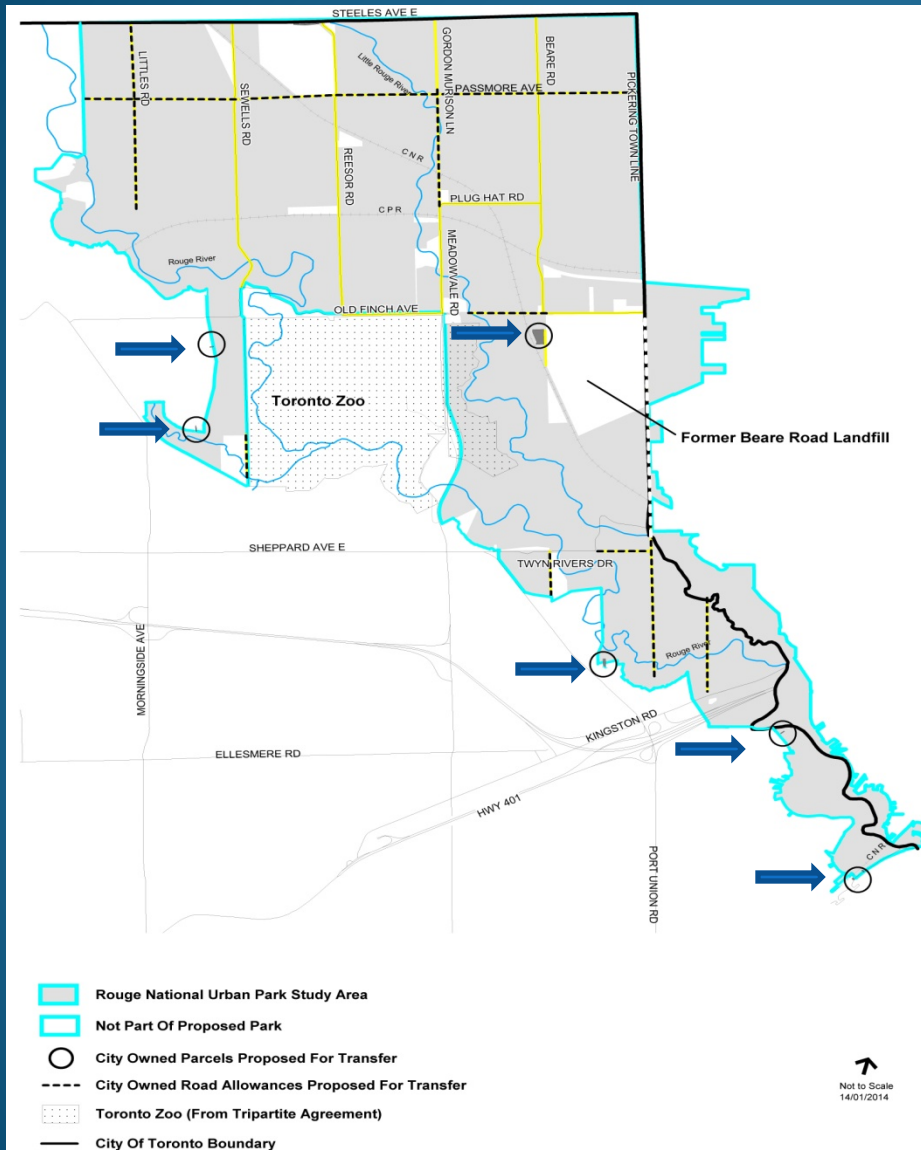 STEELES AVE E
LITTLES RD
SEWELLS RD
REESOR RD
Little Rouge River
GORDON MURISON LN
BEARE RD
PICKERING TOWN LINE
PASSMORE AVE
CNR
PLUG HAT RD
CPR
MEADOWVALE RD
Rouge River
OLD FINCH AVE
Toronto Zoo
Former Beare Road Landfill
SHEPPARD AVE E
TWYN RIVERS DR
MORNINGSIDE AVE
Rouge River
KINGSTON RD
ELLESMERE RD
HWY 401
PORT UNION RD
CNR
Rouge National Urban Park Study Area
Not Part Of Proposed Park
City Owned Parcels Proposed For Transfer
City Owned Road Allowances Proposed For Transfer
Toronto Zoo (From Tripartite Agreement)
City Of Toronto Boundary
Not to Scale
14/01/2014